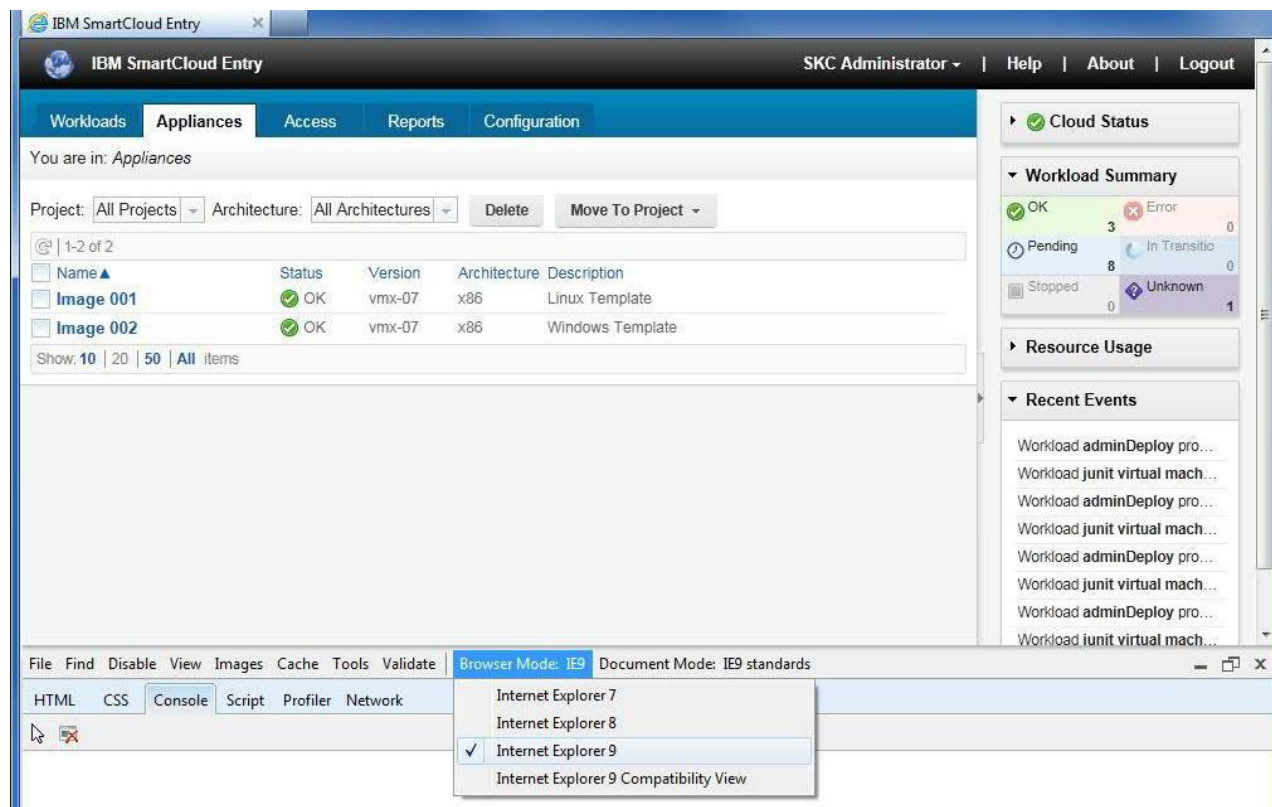 IBM SmartCloud Entry
IBM SmartCloud Entry SKC Administrator | Help | About | Logout
Workloads Appliances Access Reports Configuration
You are in: Appliances
Project: All Projects Architecture: All Architectures Delete Move To Project
1-2 of 2
Name Status Version Architecture Description
Image 001 OK vmx-07 x86 Linux Template
Image 002 OK vmx-07 x86 Windows Template
Show: 10 | 20 | 50 | All items
Cloud Status
Workload Summary
OK 3 Error 0
Pending 8 In Transitio 0
Stopped 0 Unknown 1
Resource Usage
Recent Events
Workload adminDeploy pro...
Workload junit virtual mach...
Workload adminDeploy pro...
Workload junit virtual mach...
Workload adminDeploy pro...
Workload junit virtual mach...
Workload adminDeploy pro...
Workload junit virtual mach...
File Find Disable View Images Cache Tools Validate Browser Mode: IE9 Document Mode: IE9 standards
HTML CSS Console Script Profiler Network
Internet Explorer 7
Internet Explorer 8
Internet Explorer 9
Internet Explorer 9 Compatibility View